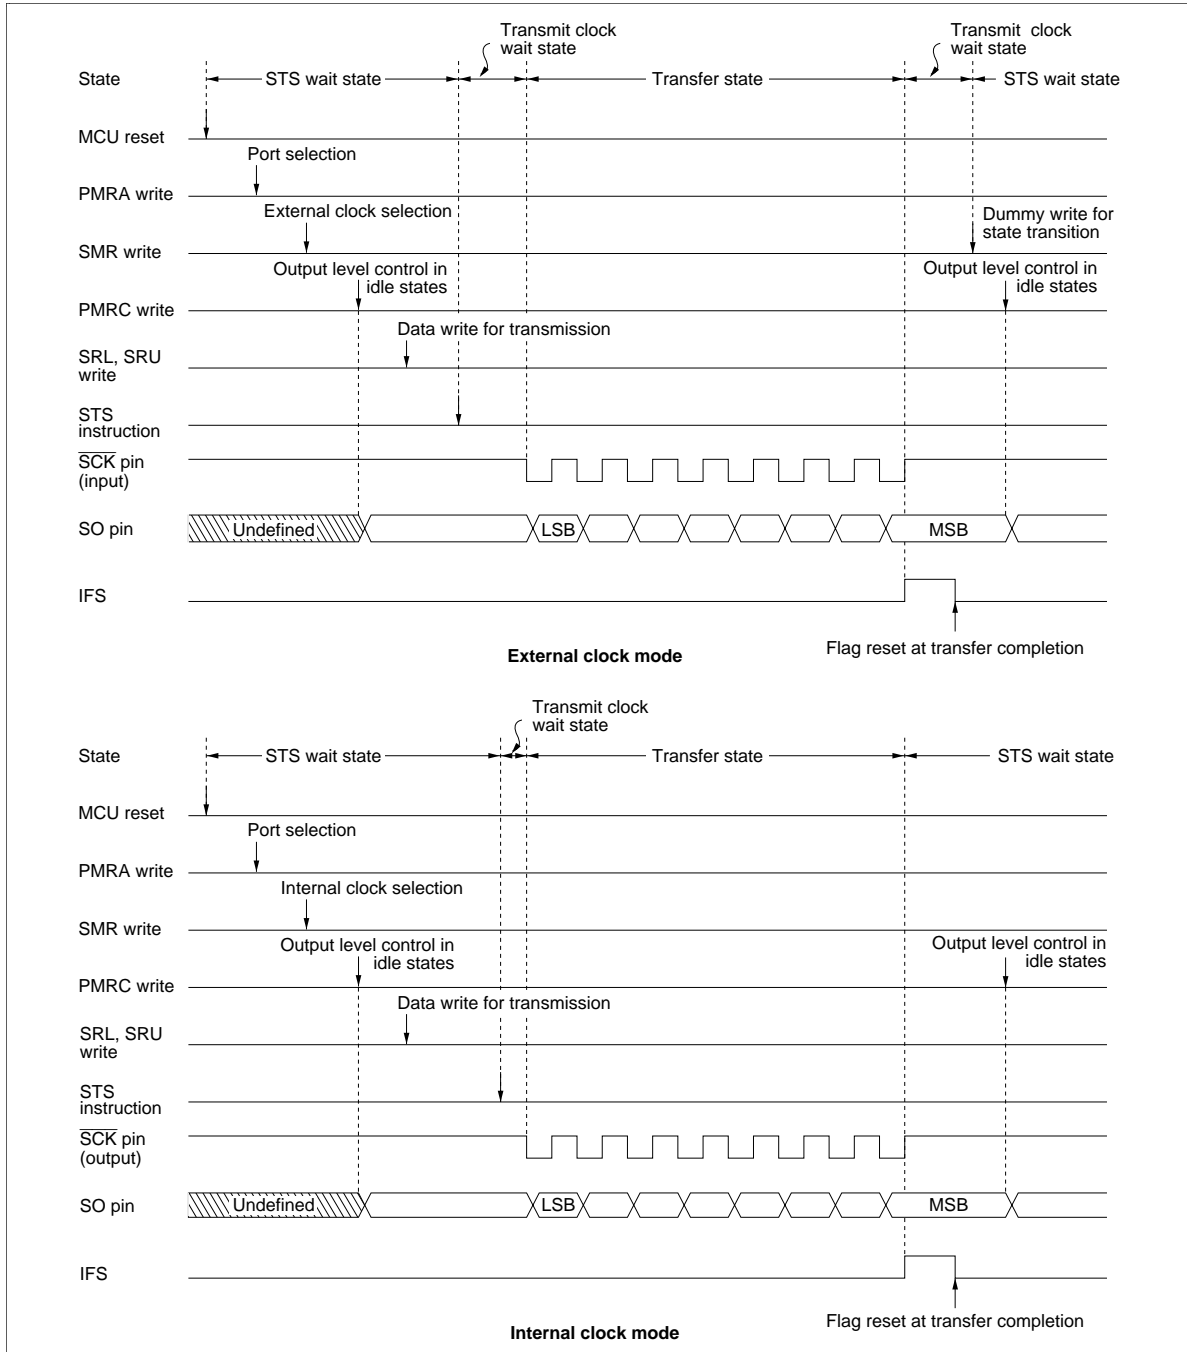 Transmit clock
wait state
Transmit clock
wait state
State
STS wait state
Transfer state
STS wait state
MCU reset
Port selection
PMRA write
External clock selection
Dummy write for
state transition
SMR write
Output level control in
idle states
Output level control in
idle states
PMRC write
Data write for transmission
SRL, SRU
write
STS
instruction
SCK pin
(input)
SO pin
Undefined
LSB
MSB
IFS
Flag reset at transfer completion
External clock mode
Transmit clock
wait state
State
STS wait state
Transfer state
STS wait state
MCU reset
Port selection
PMRA write
Internal clock selection
SMR write
Output level control in
idle states
Output level control in
idle states
PMRC write
Data write for transmission
SRL, SRU
write
STS
instruction
SCK pin
(output)
SO pin
Undefined
LSB
MSB
IFS
Flag reset at transfer completion
Internal clock mode